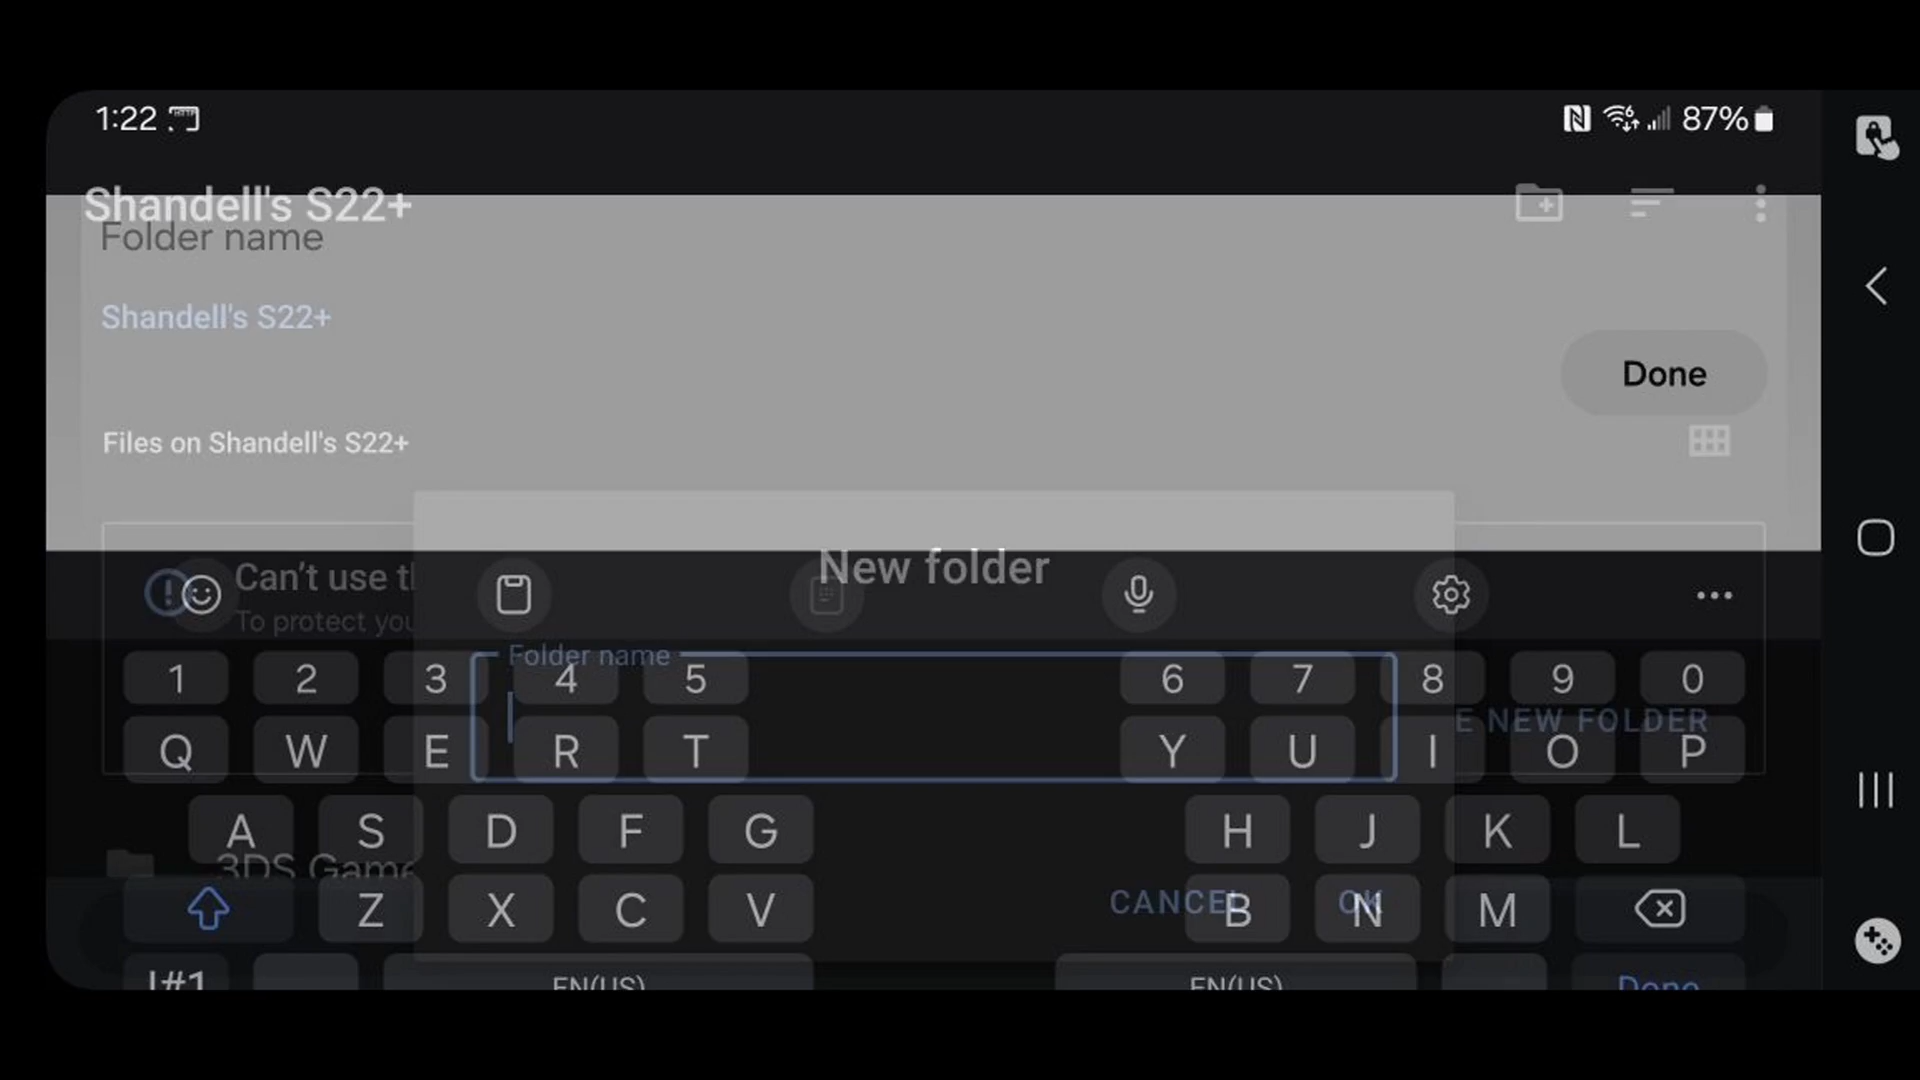 1:22
87%
Shandell's S22+
Folder name
Shandell's S22+
Done
Files on Shandell's S22+
New folder
Can't use t
To protect you
Folder name
1 2 3 4 5 6 7 8 9 0
E NEW FOLDER
Q W E R T Y U I O P
A S D F G H J K L
3DS Game
CANCEL OK
Z X C V B N M
!#1 EN(US) EN(US) Done